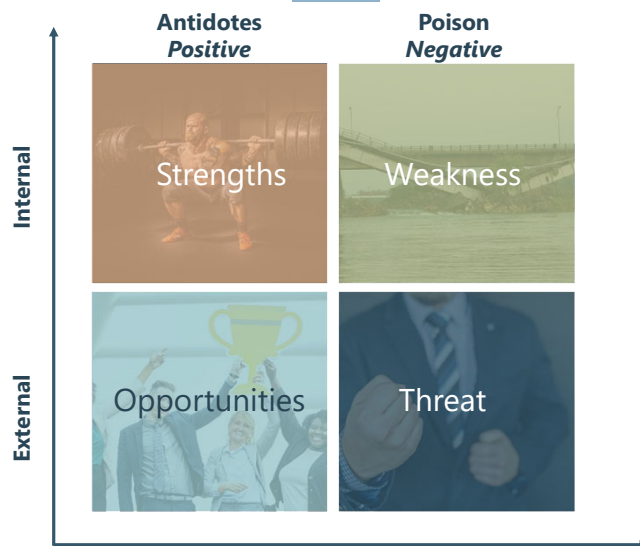 Antidotes
Positive
Poison
Negative
Internal
Strengths
Weakness
External
Opportunities
Threat